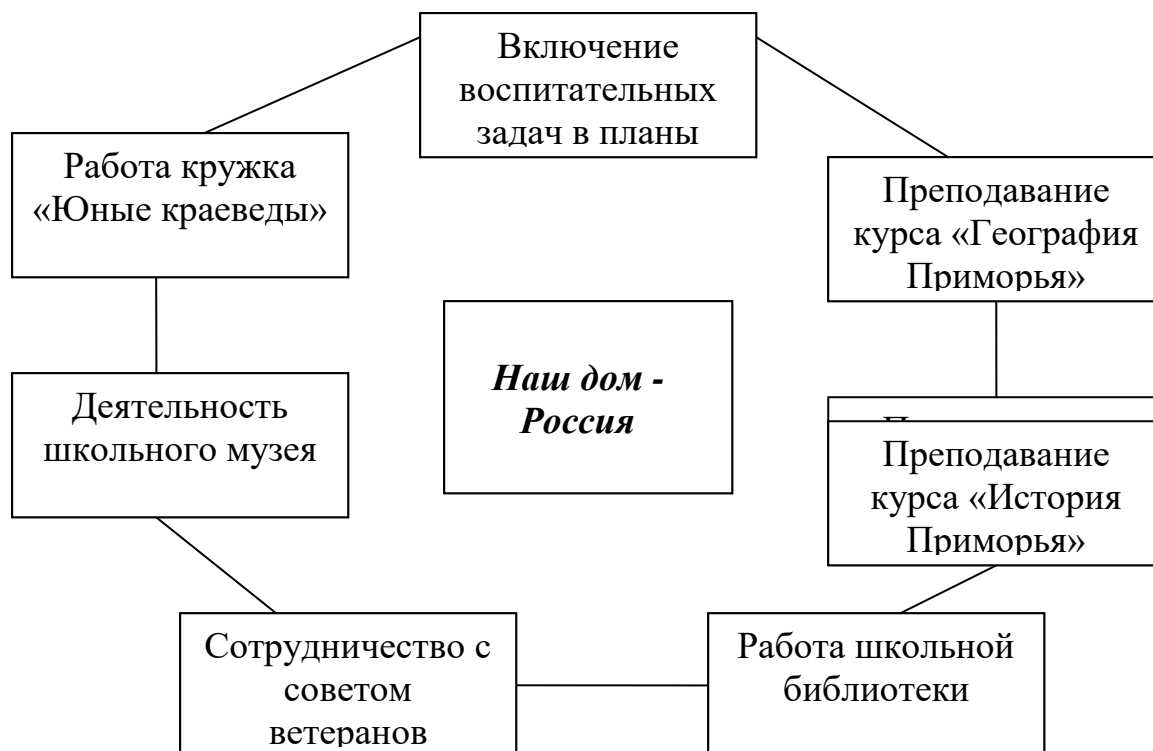 Включение
воспитательных
задач в планы
Работа кружка
«Юные краеведы»
Преподавание
курса «География
Приморья»
Наш дом -
Россия
Деятельность
школьного музея
Преподавание
курса «История
Приморья»
Сотрудничество с
советом
ветеранов
Работа школьной
библиотеки